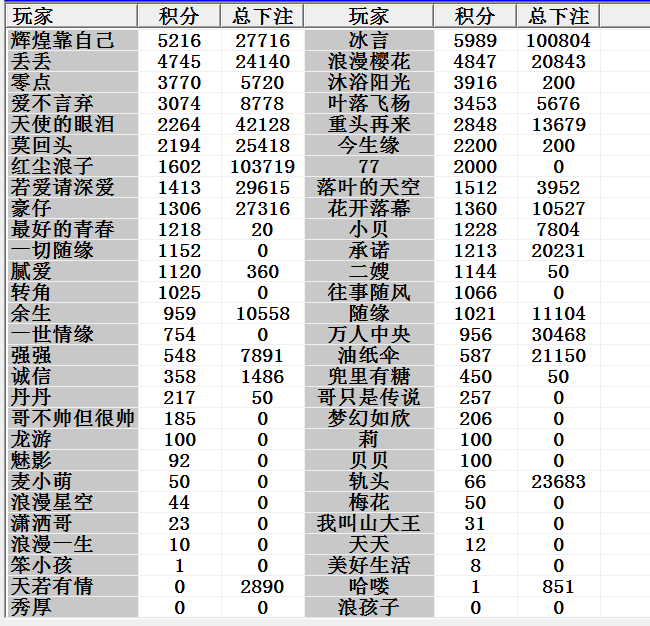 玩家 积分 总下注 玩家 积分 总下注
辉煌靠自己 5216 27716 冰言 5989 100804
丢丢 4745 24140 浪漫樱花 4847 20843
零点 3770 5720 沐浴阳光 3916 200
爱不言弃 3074 8778 叶落飞杨 3453 5676
天使的眼泪 2264 42128 重头再来 2848 13679
莫回头 2194 25418 今生缘 2200 200
红尘浪子 1602 103719 77 2000 0
若爱请深爱 1413 29615 落叶的天空 1512 3952
豪仔 1306 27316 花开落幕 1360 10527
最好的青春 1218 20 小贝 1228 7804
一切随缘 1152 0 承诺 1213 20231
腻爱 1120 360 二嫂 1144 50
转角 1025 0 往事随风 1066 0
余生 959 10558 随缘 1021 11104
一世情缘 754 0 万人中央 956 30468
强强 548 7891 油纸伞 587 21150
诚信 358 1486 兜里有糖 450 50
丹丹 217 50 哥只是传说 257 0
哥不帅但很帅 185 0 梦幻如欣 206 0
龙游 100 0 莉 100 0
魅影 92 0 贝贝 100 0
麦小萌 50 0 轨头 66 23683
浪漫星空 44 0 梅花 50 0
潇洒哥 23 0 我叫山大王 31 0
浪漫一生 10 0 天天 12 0
笨小孩 1 0 美好生活 8 0
天若有情 0 2890 哈喽 1 851
秀厚 0 0 浪孩子 0 0